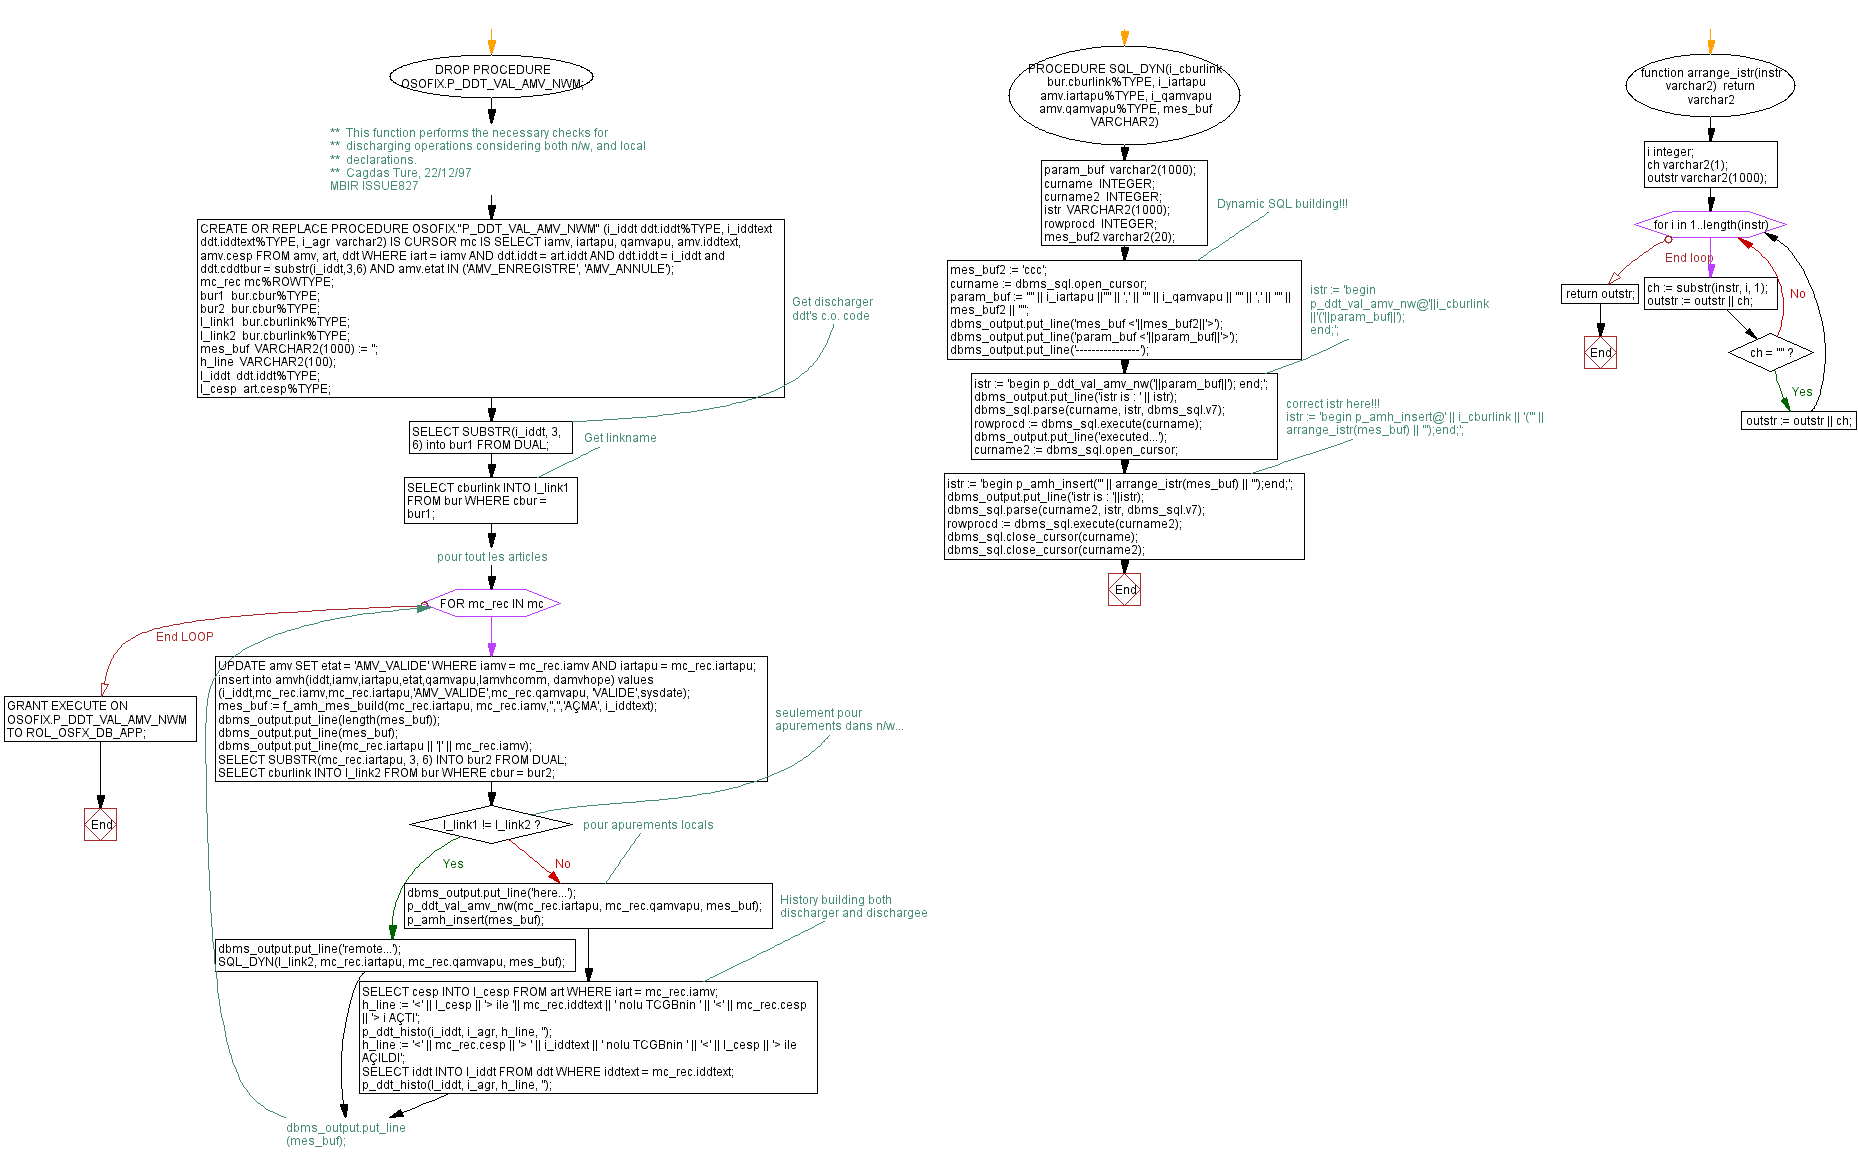 DROP PROCEDURE
OSOFIX.P_DDT_VAL_AMV_NWM;
** This function performs the necessary checks for
** discharging operations considering both n/w, and local
** declarations.
** Cagdas Ture, 22/12/97
MBIR ISSUE827
CREATE OR REPLACE PROCEDURE OSOFIX."P_DDT_VAL_AMV_NWM" (i_iddt ddt.iddt%TYPE, i_iddtext
ddt.iddtext%TYPE, i_agr varchar2) IS CURSOR mc IS SELECT iamv, iartapu, qamvapu, amv.iddtext,
amv.cesp FROM amv, art, ddt WHERE iart = iamv AND ddt.iddt = art.iddt AND ddt.iddt = i_iddt and
ddt.cddtbur = substr(i_iddt,3,6) AND amv.etat IN ('AMV_ENREGISTRE', 'AMV_ANNULE');
mc_rec mc%ROWTYPE;
bur1 bur.cbur%TYPE;
bur2 bur.cbur%TYPE;
l_link1 bur.cburlink%TYPE;
l_link2 bur.cburlink%TYPE;
mes_buf VARCHAR2(1000) := '';
h_line VARCHAR2(100);
l_iddt ddt.iddt%TYPE;
l_cesp art.cesp%TYPE;
Get discharger
ddt's c.o. code
SELECT SUBSTR(i_iddt, 3,
6) into bur1 FROM DUAL;
Get linkname
SELECT cburlink INTO l_link1
FROM bur WHERE cbur =
bur1;
pour tout les articles
FOR mc_rec IN mc
End LOOP
GRANT EXECUTE ON
OSOFIX.P_DDT_VAL_AMV_NWM
TO ROL_OSFX_DB_APP;
End
UPDATE amv SET etat = 'AMV_VALIDE' WHERE iamv = mc_rec.iamv AND iartapu = mc_rec.iartapu;
insert into amvh(iddt,iamv,iartapu,etat,qamvapu,lamvhcomm, damvhope) values
(i_iddt,mc_rec.iamv,mc_rec.iartapu,'AMV_VALIDE',mc_rec.qamvapu, 'VALIDE',sysdate);
mes_buf := f_amh_mes_build(mc_rec.iartapu, mc_rec.iamv,'','','AÇMA', i_iddtext);
dbms_output.put_line(length(mes_buf));
dbms_output.put_line(mes_buf);
dbms_output.put_line(mc_rec.iartapu || '|' || mc_rec.iamv);
SELECT SUBSTR(mc_rec.iartapu, 3, 6) INTO bur2 FROM DUAL;
SELECT cburlink INTO l_link2 FROM bur WHERE cbur = bur2;
seulement pour
apurements dans n/w...
l_link1 != l_link2 ?
pour apurements locals
Yes
No
dbms_output.put_line('here...');
p_ddt_val_amv_nw(mc_rec.iartapu, mc_rec.qamvapu, mes_buf);
p_amh_insert(mes_buf);
History building both
discharger and dischargee
dbms_output.put_line('remote...');
SQL_DYN(l_link2, mc_rec.iartapu, mc_rec.qamvapu, mes_buf);
SELECT cesp INTO l_cesp FROM art WHERE iart = mc_rec.iamv;
h_line := '<' || l_cesp || '> ile '|| mc_rec.iddtext || ' nolu TCGBnin ' || '<' || mc_rec.cesp
|| '> i AÇTI';
p_ddt_histo(i_iddt, i_agr, h_line, '');
h_line := '<' || mc_rec.cesp || '> ' || i_iddtext || ' nolu TCGBnin ' || '<' || l_cesp || '> ile
AÇILDI';
SELECT iddt INTO l_iddt FROM ddt WHERE iddtext = mc_rec.iddtext;
p_ddt_histo(l_iddt, i_agr, h_line, '');
dbms_output.put_line
(mes_buf);
PROCEDURE SQL_DYN(i_cburlink
bur.cburlink%TYPE, i_iartapu
amv.iartapu%TYPE, i_qamvapu
amv.qamvapu%TYPE, mes_buf
VARCHAR2)
param_buf varchar2(1000);
curname INTEGER;
curname2 INTEGER;
istr VARCHAR2(1000);
rowprocd INTEGER;
mes_buf2 varchar2(20);
Dynamic SQL building!!!
mes_buf2 := 'ccc';
curname := dbms_sql.open_cursor;
param_buf := '''' || i_iartapu ||'''' || ',' || '''' || i_qamvapu || '''' || ',' || '''' ||
mes_buf2 || '''';
dbms_output.put_line('mes_buf <'||mes_buf2||'>');
dbms_output.put_line('param_buf <'||param_buf||'>');
dbms_output.put_line('----------------');
istr := 'begin
p_ddt_val_amv_nw@'||i_cburlink
||'('||param_buf||');
end;';
istr := 'begin p_ddt_val_amv_nw('||param_buf||'); end;';
dbms_output.put_line('istr is : ' || istr);
dbms_sql.parse(curname, istr, dbms_sql.v7);
rowprocd := dbms_sql.execute(curname);
dbms_output.put_line('executed...');
curname2 := dbms_sql.open_cursor;
correct istr here!!!
istr := 'begin p_amh_insert@' || i_cburlink || '(''' ||
arrange_istr(mes_buf) || ''');end;';
istr := 'begin p_amh_insert(''' || arrange_istr(mes_buf) || ''');end;';
dbms_output.put_line('istr is : '||istr);
dbms_sql.parse(curname2, istr, dbms_sql.v7);
rowprocd := dbms_sql.execute(curname2);
dbms_sql.close_cursor(curname);
dbms_sql.close_cursor(curname2);
End
function arrange_istr(instr
varchar2) return
varchar2
i integer;
ch varchar2(1);
outstr varchar2(1000);
for i in 1..length(instr)
End loop
return outstr;
End
ch := substr(instr, i, 1);
outstr := outstr || ch;
No
ch = '''' ?
Yes
outstr := outstr || ch;